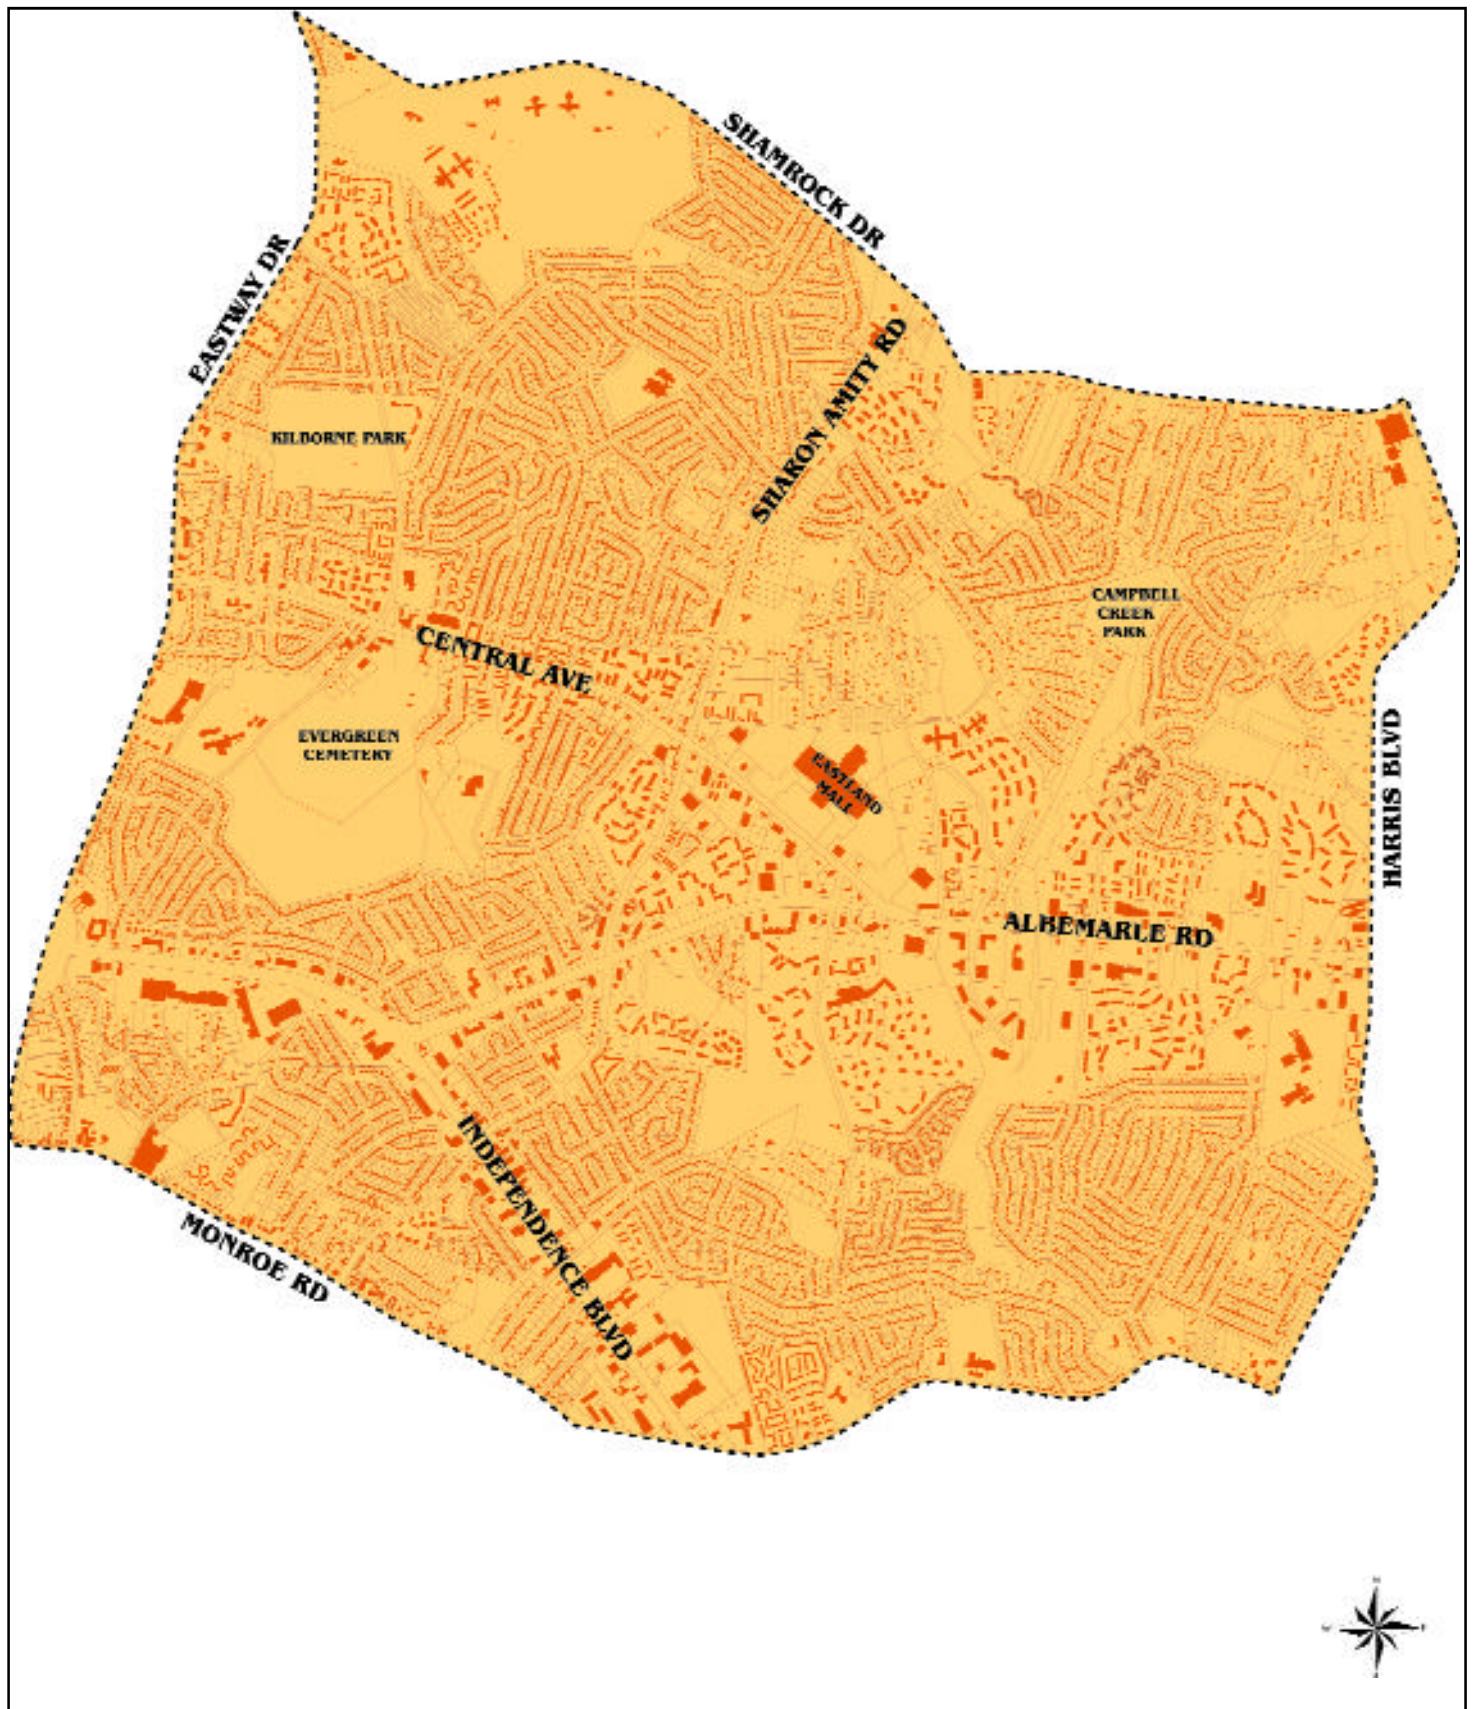 SHAMROCK DR
EASTWAY DR
SHARON AMITY RD
KILBORNE PARK
CAMPBELL
CREEK
PARK
CENTRAL AVE
EVERGREEN
CEMETERY
EASTLAND
MALL
HARRIS BLVD
ALBEMARLE RD
INDEPENDENCE BLVD
MONROE RD